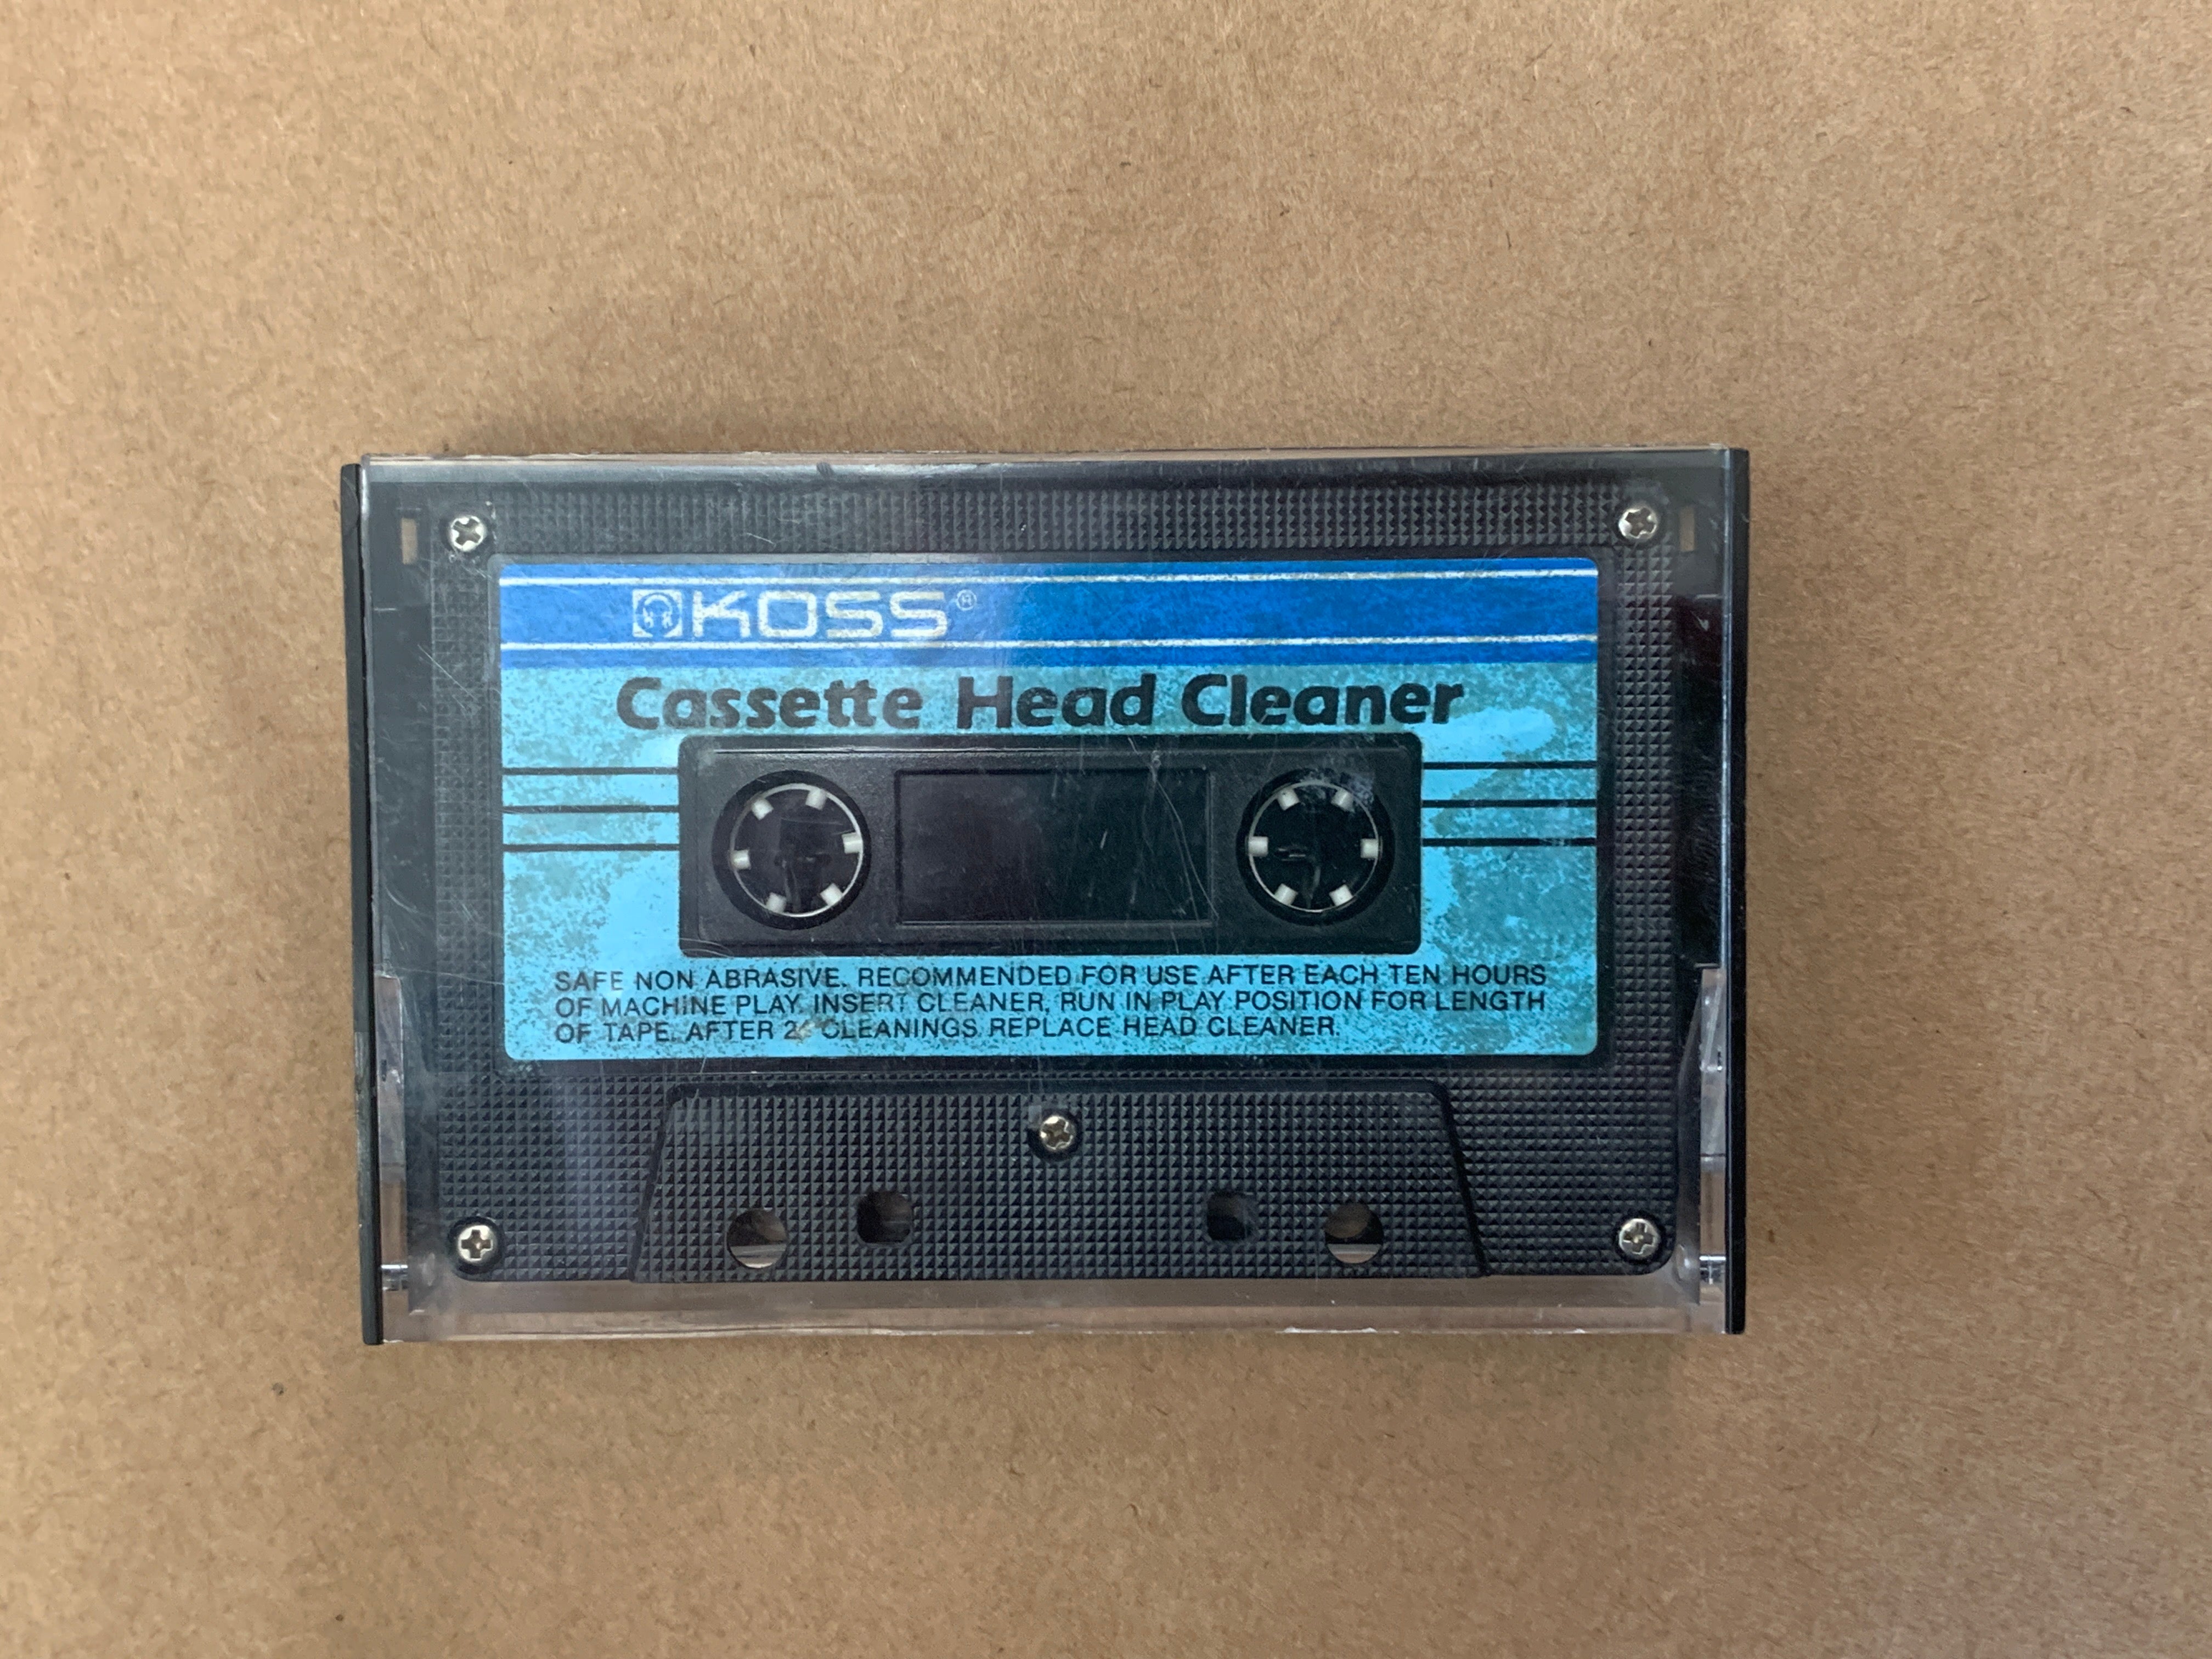 KOSS®
Cassette Head Cleaner
SAFE NON ABRASIVE. RECOMMENDED FOR USE AFTER EACH TEN HOURS
OF MACHINE PLAY. INSERT CLEANER, RUN IN PLAY POSITION FOR LENGTH
OF TAPE. AFTER CLEANINGS REPLACE HEAD CLEANER.